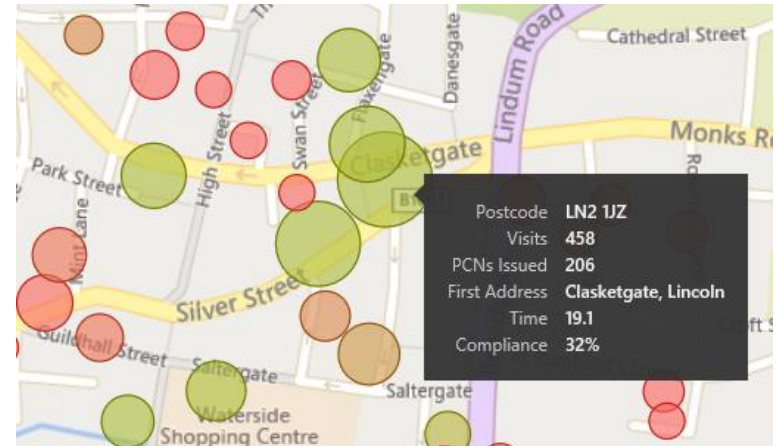 Cathedral Street
Lindum Road
Danesgate
Flaxengate
Swan Street
High Street
Clasketgate
Monks
Park Street
Mint Lane
Silver Street
Guildhall Street
Saltergate
Saltergate
Waterside
Shopping Centre
Postcode LN2 1JZ
Visits 458
PCNs Issued 206
First Address Clasketgate, Lincoln
Time 19.1
Compliance 32%